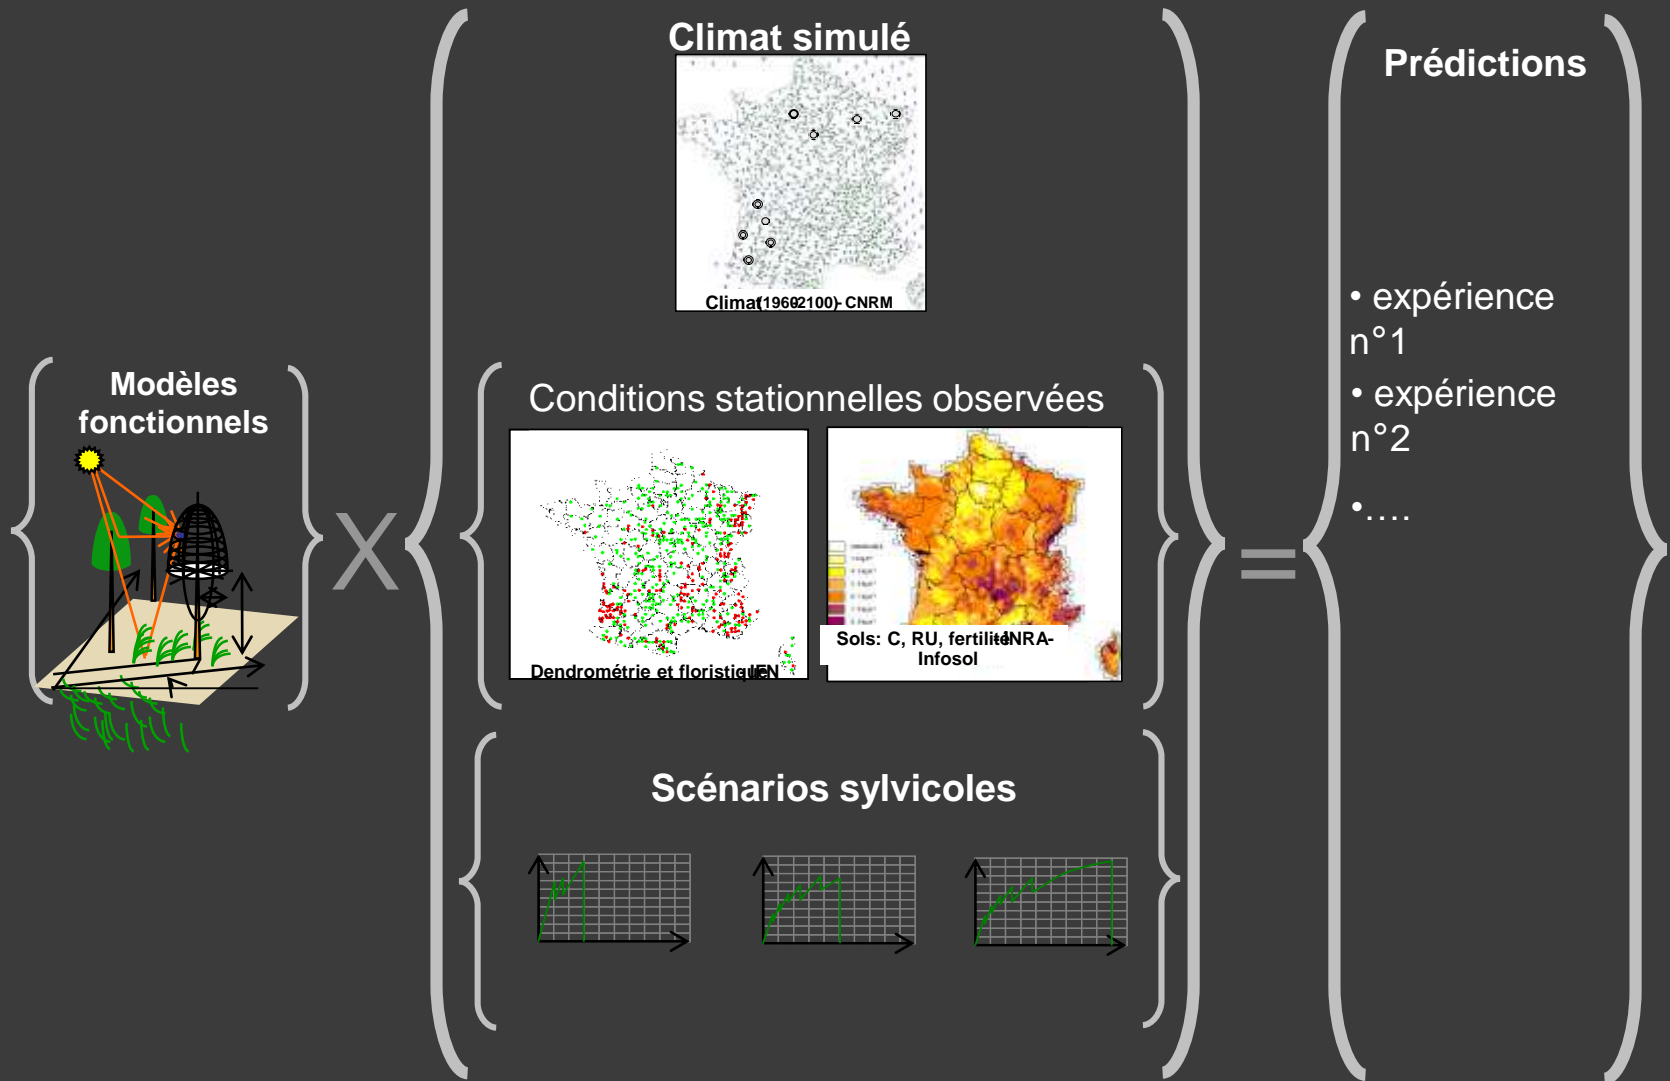 Climat simulé
Climat(1960-2100)- CNRM
Modèles
fonctionnels
X
Conditions stationnelles observées
Dendrométrie et floristique-IFN
Sols: C, RU, fertilité-INRA-
Infosol
Scénarios sylvicoles
=
Prédictions
• expérience
n°1
• expérience
n°2
•....